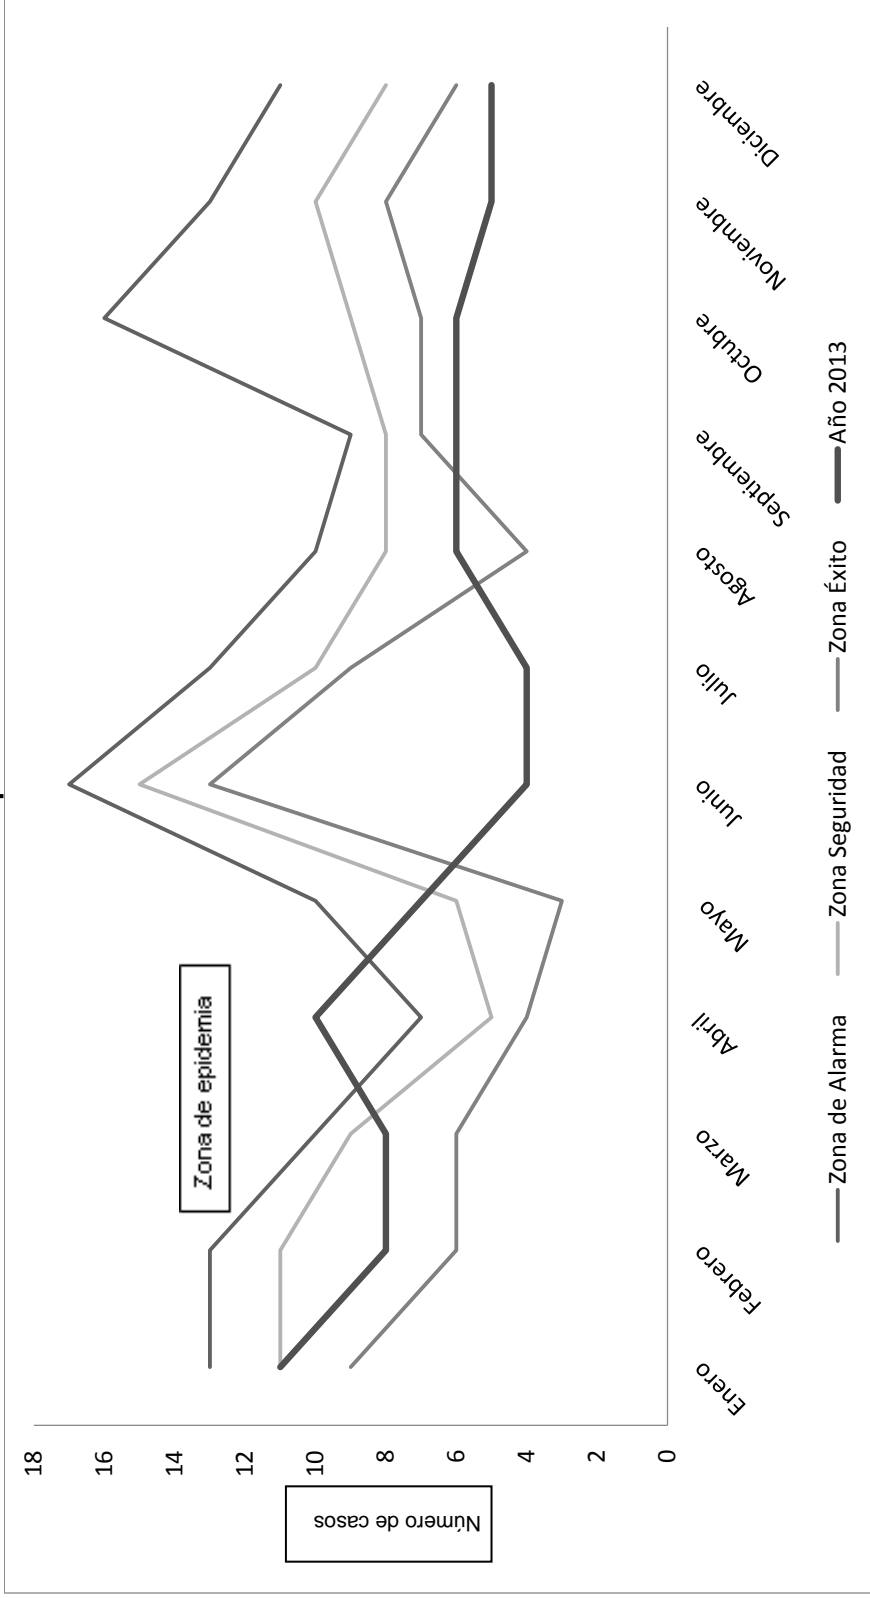 18
16
14
12
10
8
6
4
2
0
Número de casos
Zona de epidemia
Enero
Febrero
Marzo
Abril
Mayo
Junio
Julio
Agosto
Septiembre
Octubre
Noviembre
Diciembre
Zona de Alarma
Zona Seguridad
Zona Éxito
Año 2013